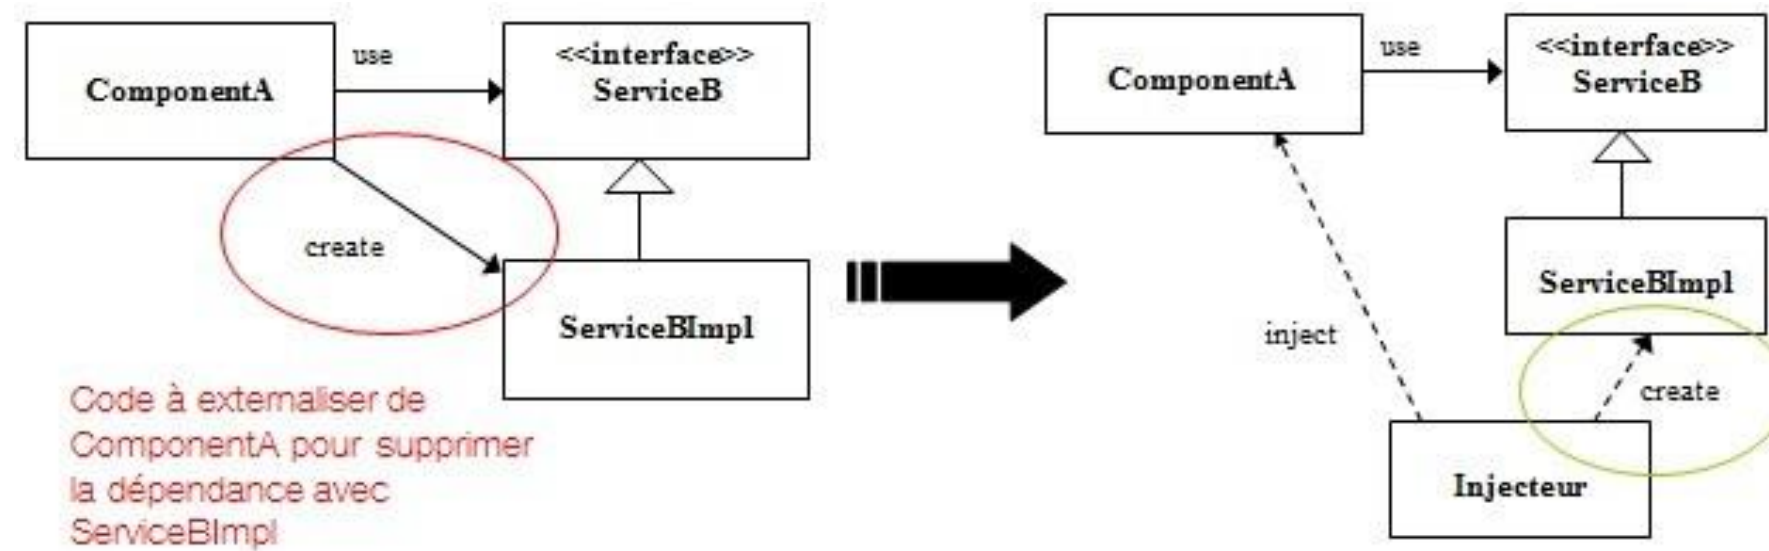 ComponentA
use
<<interface>>
ServiceB
create
ServiceBImpl
Code à externaliser de
ComponentA pour supprimer
la dépendance avec
ServiceBImpl
ComponentA
use
<<interface>>
ServiceB
ServiceBImpl
inject
create
Injecteur